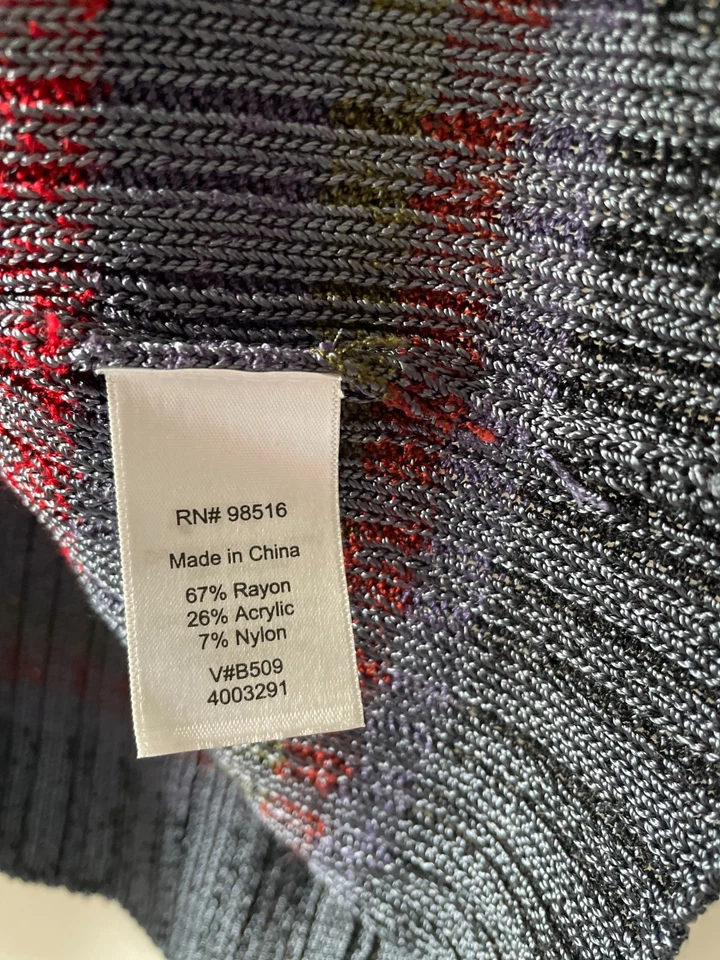 RN# 98516
Made in China
67% Rayon
26% Acrylic
7% Nylon
V#B509
4003291